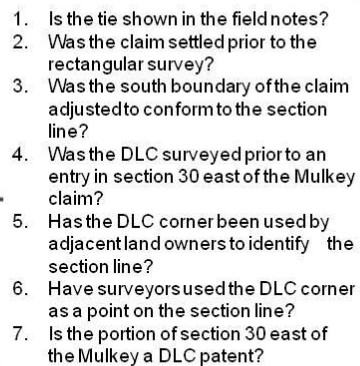 1. Is the tie shown in the field notes?
2. Was the claim settled prior to the
rectangular survey?
3. Was the south boundary of the claim
adjusted to conform to the section
line?
4. Was the DLC surveyed prior to an
entry in section 30 east of the Mulkey
claim?
5. Has the DLC corner been used by
adjacent land owners to identify the
section line?
6. Have surveyors used the DLC corner
as a point on the section line?
7. Is the portion of section 30 east of
the Mulkey a DLC patent?